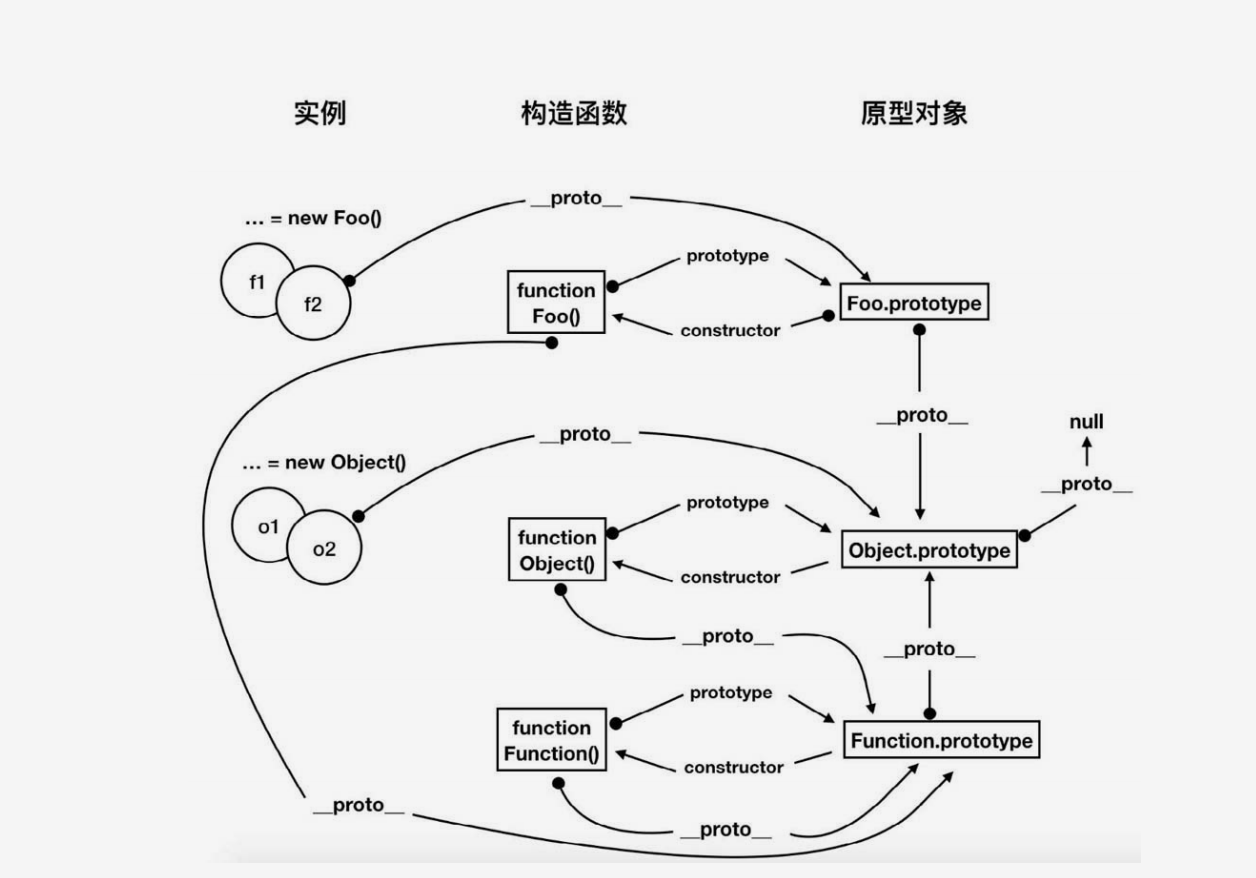 实例 构造函数 原型对象
__proto__
... = new Foo()
f1
f2
prototype
function
Foo()
Foo.prototype
constructor
__proto__
null
__proto__
__proto__
... = new Object()
o1
o2
prototype
function
Object()
Object.prototype
constructor
__proto__
__proto__
prototype
function
Function()
Function.prototype
constructor
__proto__
__proto__